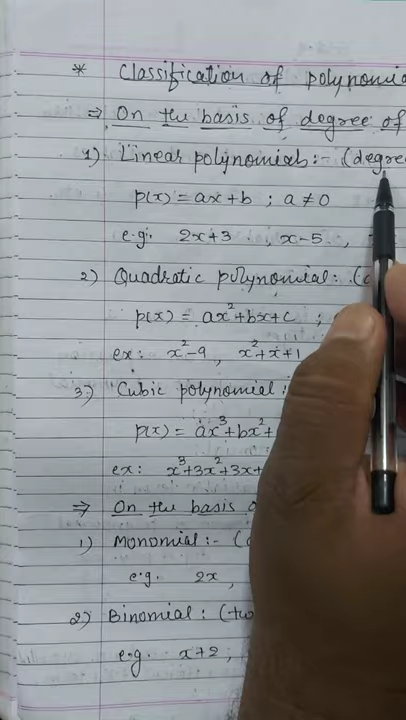 * Classification of polynomia
⇒ On the basis of degree of
1) Linear polynomials:- (degree
p(x) = ax+b ; a ≠ 0
e.g. 2x+3 , x-5 ,
2) Quadratic polynomial: (
p(x) = ax²+bx+c ;
ex: x²-9, x²+x+1
3) Cubic polynomial :
p(x) = ax³+bx²+
ex: x³+3x²+3x+
⇒ On the basis o
1) Monomial:- (
e.g. 2x,
2) Binomial: (tw
e.g. x+2;